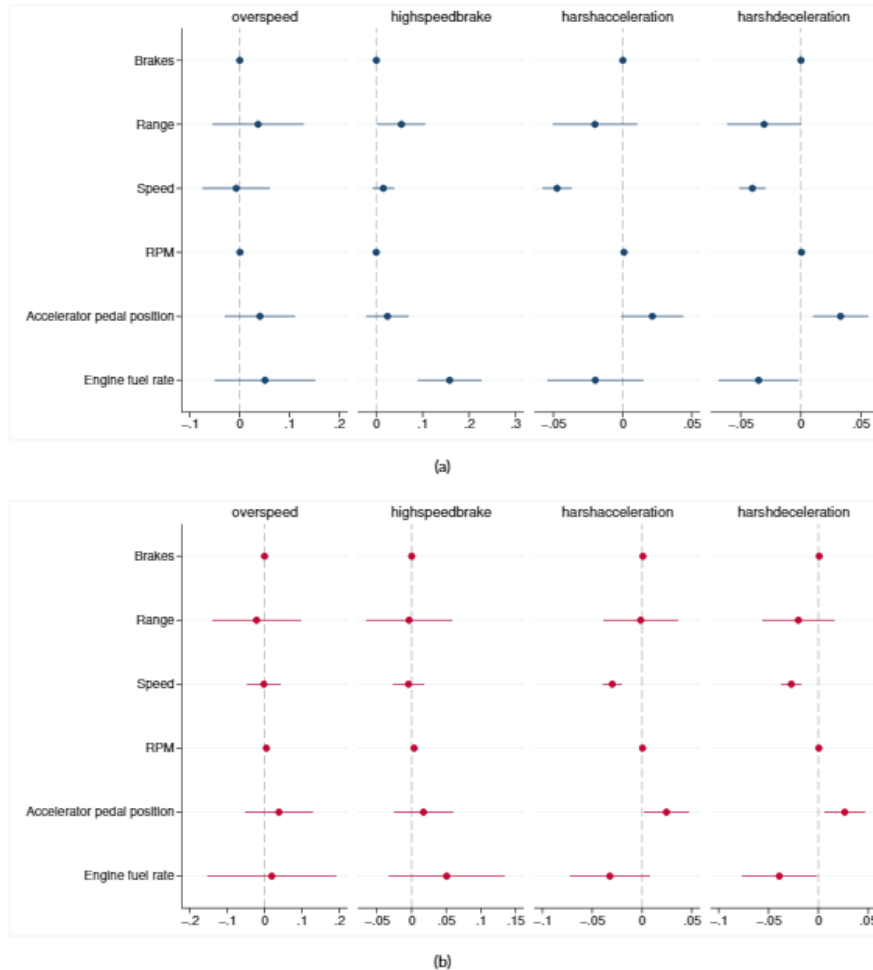 overspeed highspeedbrake harshacceleration harshdeceleration
Brakes
Range
Speed
RPM
Accelerator pedal position
Engine fuel rate
−.1 0 .1 .2 0 .1 .2 .3 −.05 0 .05 −.05 0 .05
(a)
overspeed highspeedbrake harshacceleration harshdeceleration
Brakes
Range
Speed
RPM
Accelerator pedal position
Engine fuel rate
−.2 −.1 0 .1 .2 −.05 0 .05 .1 .15 −.1 −.05 0 .05 −.1 −.05 0 .05
(b)